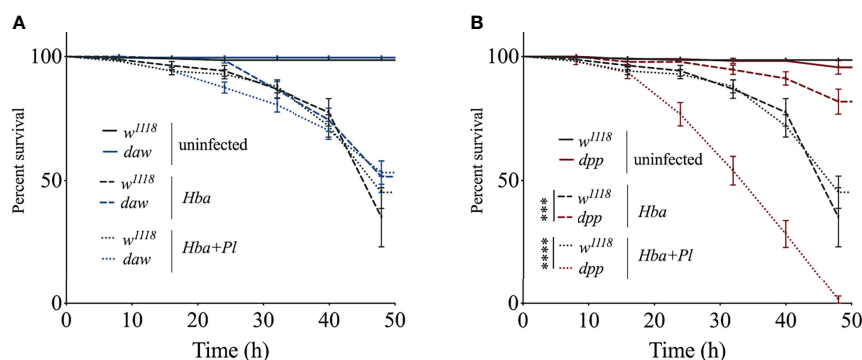 A
Percent survival
100
50
0
0 10 20 30 40 50
Time (h)
w1118
daw
uninfected
w1118
daw
Hba
w1118
daw
Hba+Pl
B
Percent survival
100
50
0
0 10 20 30 40 50
Time (h)
w1118
dpp
uninfected
***
w1118
dpp
Hba
****
w1118
dpp
Hba+Pl